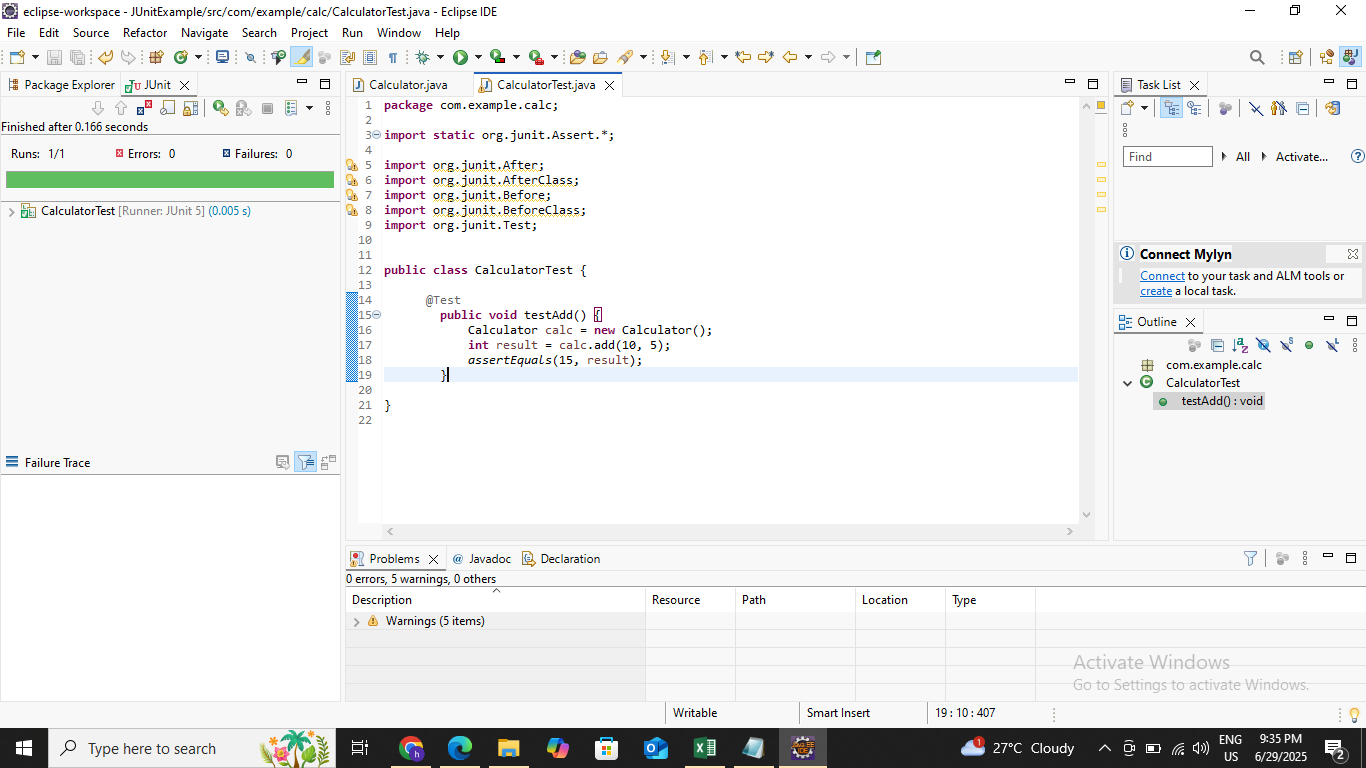 eclipse-workspace - JUnitExample/src/com/example/calc/CalculatorTest.java - Eclipse IDE
File Edit Source Refactor Navigate Search Project Run Window Help
Package Explorer JUnit
Finished after 0.166 seconds
Runs: 1/1 Errors: 0 Failures: 0
CalculatorTest [Runner: JUnit 5] (0.005 s)
Failure Trace
Calculator.java CalculatorTest.java
1 package com.example.calc;
2
3 import static org.junit.Assert.*;
4
5 import org.junit.After;
6 import org.junit.AfterClass;
7 import org.junit.Before;
8 import org.junit.BeforeClass;
9 import org.junit.Test;
10
11
12 public class CalculatorTest {
13
14 @Test
15 public void testAdd() {
16 Calculator calc = new Calculator();
17 int result = calc.add(10, 5);
18 assertEquals(15, result);
19 }
20
21 }
22
Task List
Find All Activate...
Connect Mylyn
Connect to your task and ALM tools or
create a local task.
Outline
com.example.calc
CalculatorTest
testAdd() : void
Problems @ Javadoc Declaration
0 errors, 5 warnings, 0 others
Description Resource Path Location Type
Warnings (5 items)
Activate Windows
Go to Settings to activate Windows.
Writable Smart Insert 19 : 10 : 407
Type here to search
1 27°C Cloudy
ENG
US
9:35 PM
6/29/2025
2